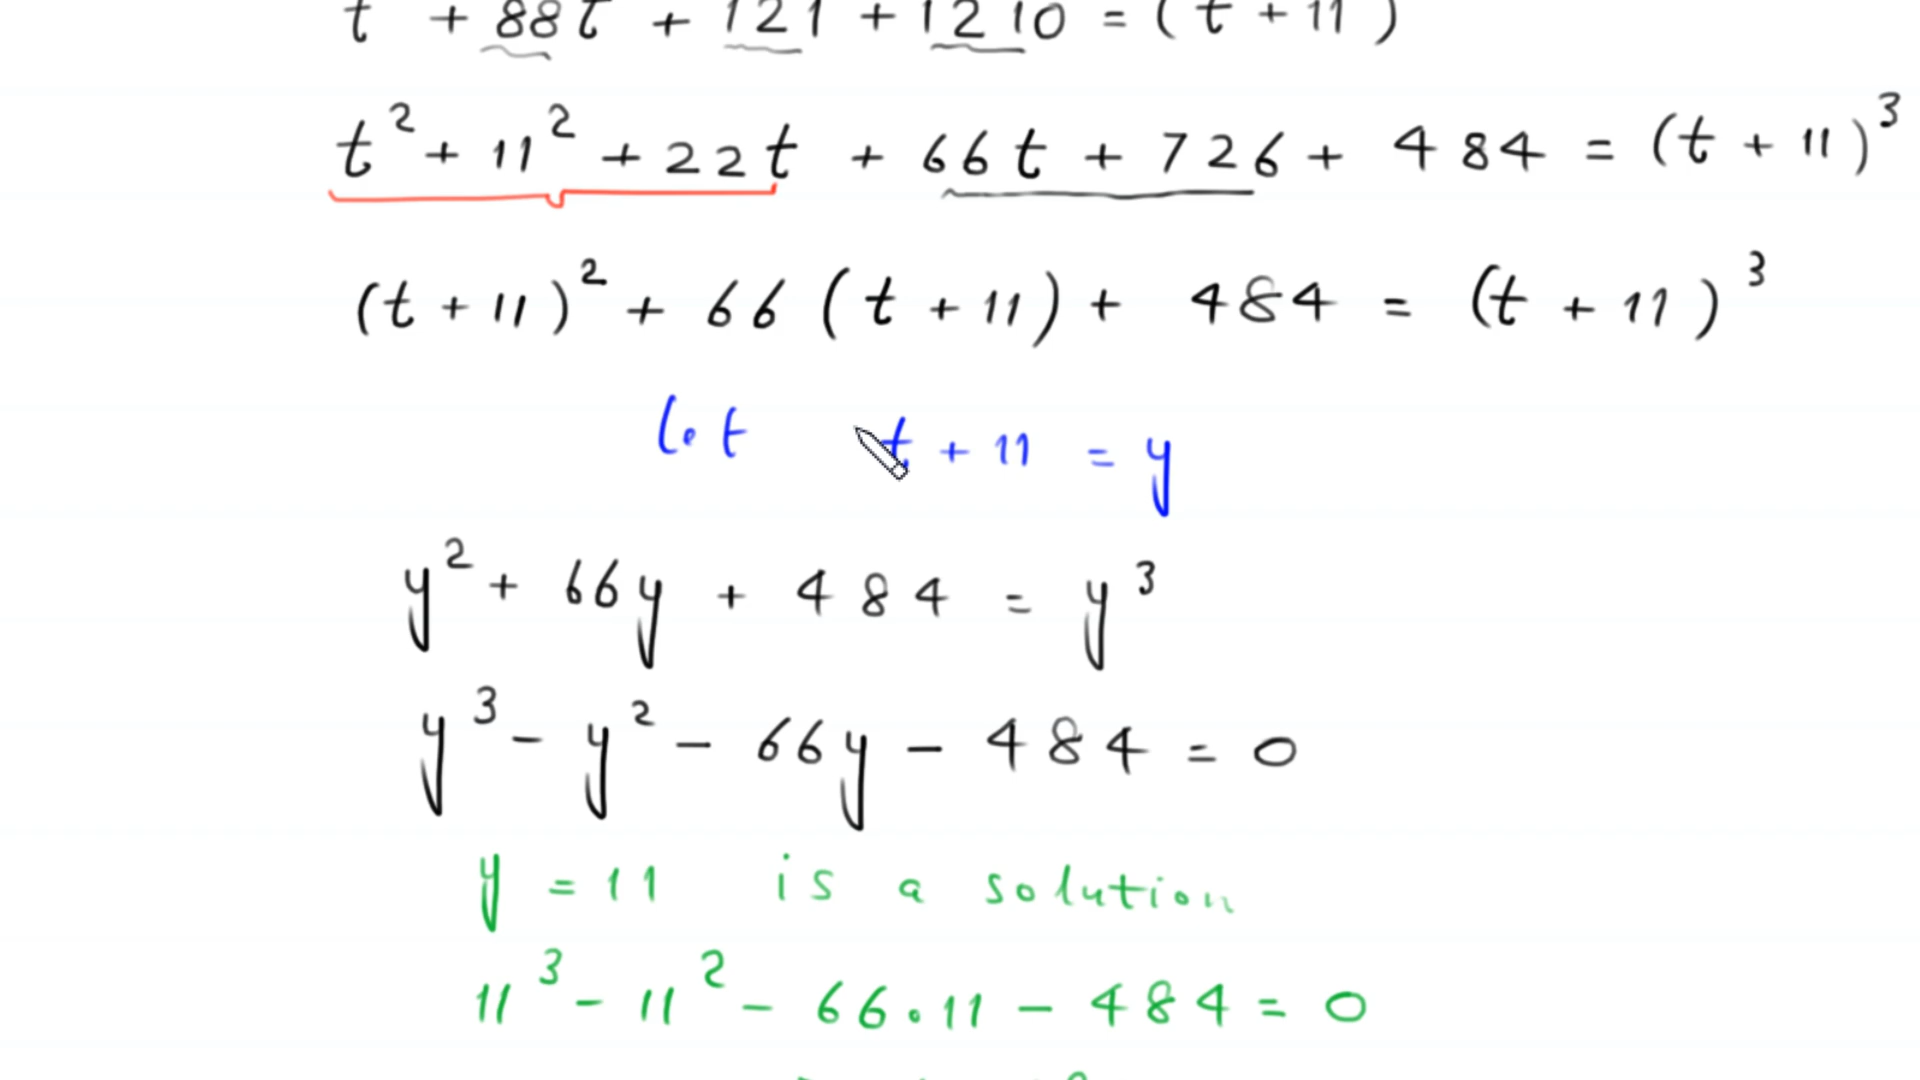 t + 88t + 121 + 1210 = (t + 11)
t² + 11² + 22t + 66t + 726 + 484 = (t + 11)³
(t + 11)² + 66(t + 11) + 484 = (t + 11)³
let t + 11 = y
y² + 66y + 484 = y³
y³ - y² - 66y - 484 = 0
y = 11 is a solution
11³ - 11² - 66.11 - 484 = 0